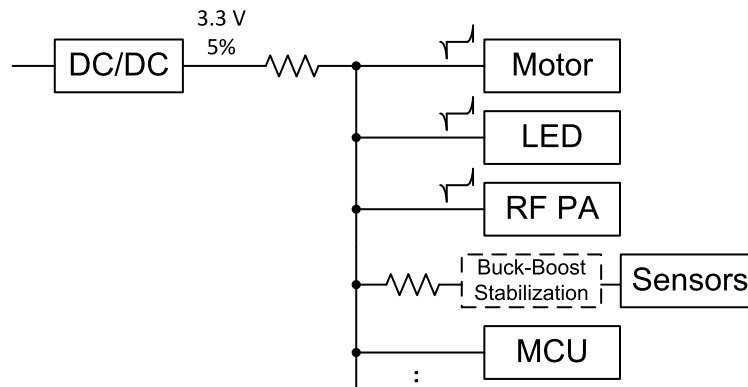 3.3 V
5%
DC/DC
Motor
LED
RF PA
Buck-Boost
Stabilization
Sensors
MCU
: